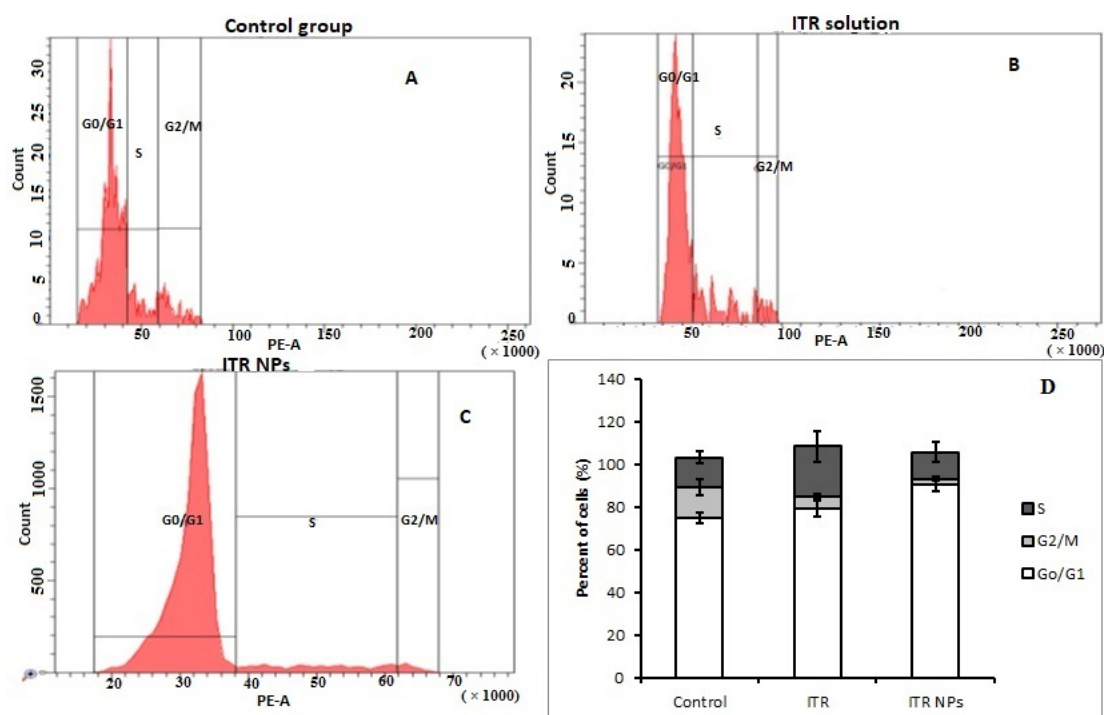 Control group
A
G0/G1
S
G2/M
Count
30
25
20
15
10
5
0
50
100
150
200
250
PE-A
(×1000)
ITR solution
B
G0/G1
S
G0/G1
G2/M
Count
20
15
10
5
0
50
100
150
200
250
PE-A
(×1000)
ITR NPs
C
G0/G1
S
G2/M
Count
1500
1000
500
0
20
30
40
50
60
70
PE-A
(×1000)
D
Percent of cells (%)
140
120
100
80
60
40
20
0
Control
ITR
ITR NPs
S
G2/M
Go/G1